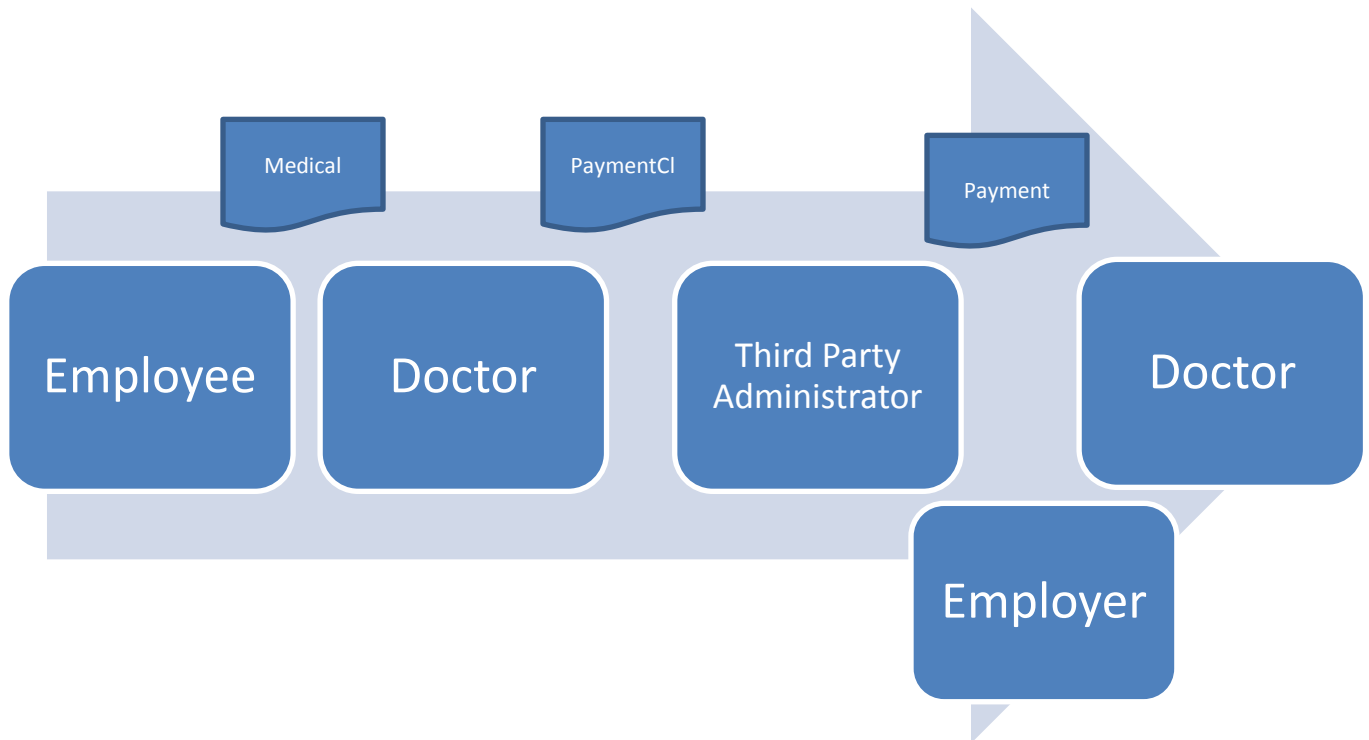 Medical
PaymentCl
Payment
Employee
Doctor
Third Party
Administrator
Doctor
Employer